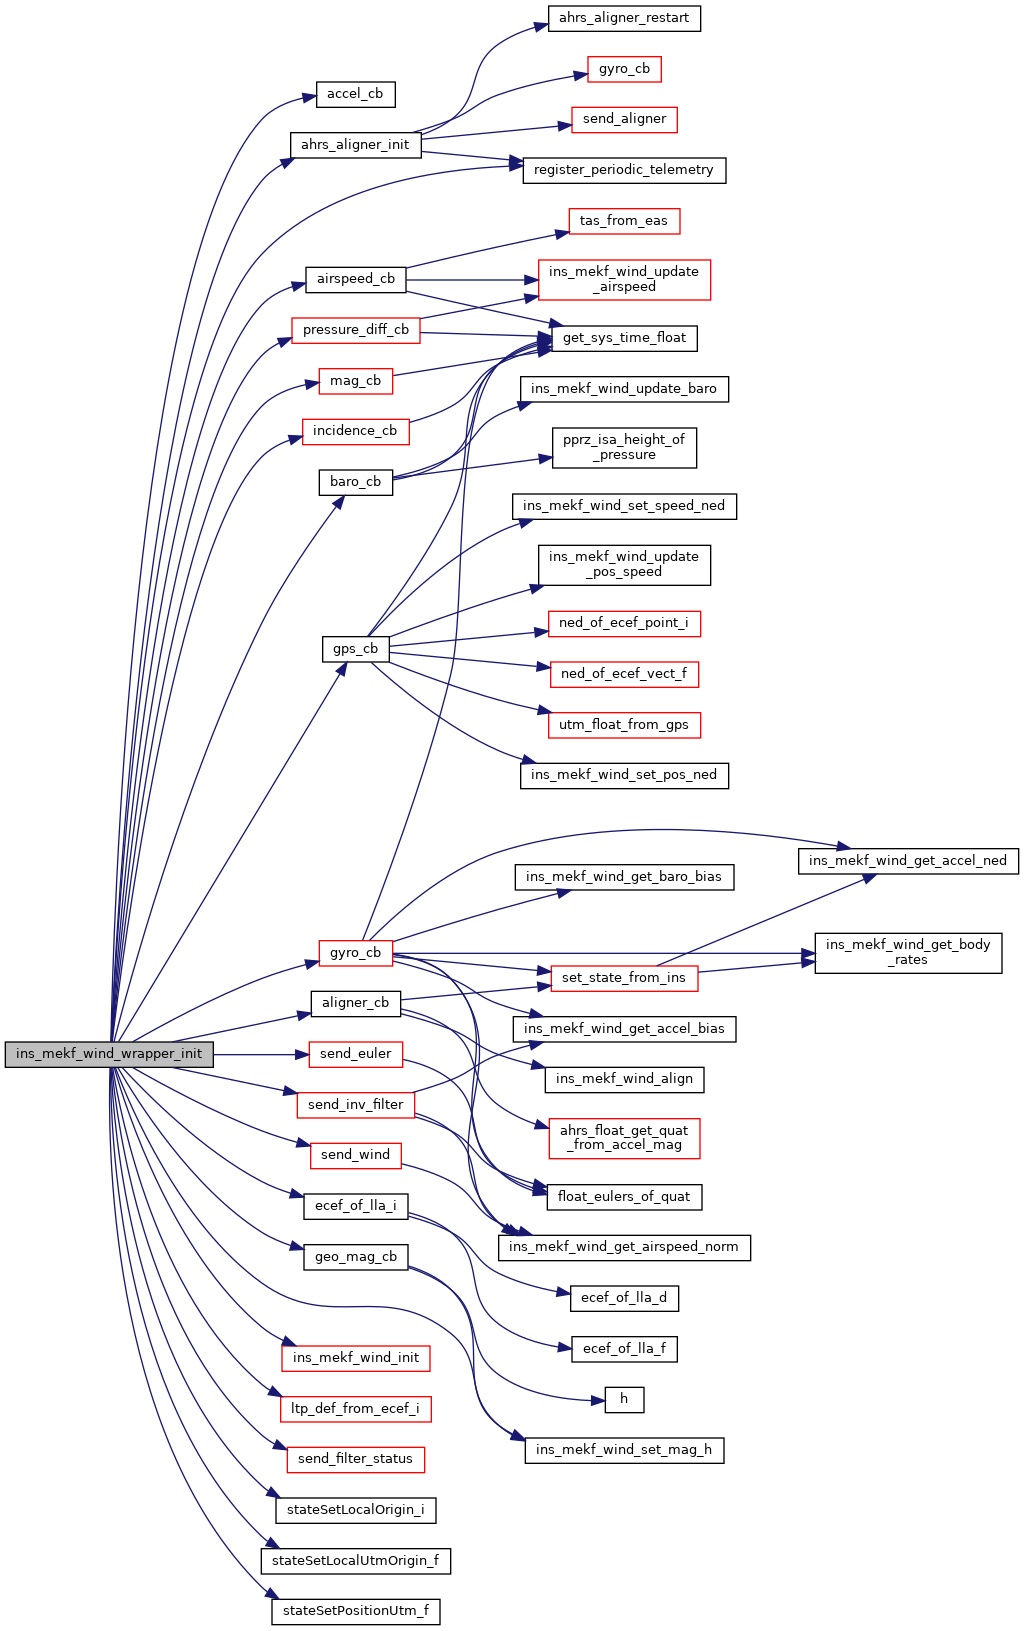 ahrs_aligner_restart
gyro_cb
accel_cb
send_aligner
ahrs_aligner_init
register_periodic_telemetry
tas_from_eas
airspeed_cb
ins_mekf_wind_update
_airspeed
pressure_diff_cb
get_sys_time_float
mag_cb
ins_mekf_wind_update_baro
incidence_cb
pprz_isa_height_of
_pressure
baro_cb
ins_mekf_wind_set_speed_ned
ins_mekf_wind_update
_pos_speed
ned_of_ecef_point_i
gps_cb
ned_of_ecef_vect_f
utm_float_from_gps
ins_mekf_wind_set_pos_ned
ins_mekf_wind_get_accel_ned
ins_mekf_wind_get_baro_bias
gyro_cb
ins_mekf_wind_get_body
_rates
set_state_from_ins
aligner_cb
ins_mekf_wind_get_accel_bias
ins_mekf_wind_wrapper_init
send_euler
ins_mekf_wind_align
send_inv_filter
ahrs_float_get_quat
_from_accel_mag
send_wind
float_eulers_of_quat
ecef_of_lla_i
ins_mekf_wind_get_airspeed_norm
geo_mag_cb
ecef_of_lla_d
ecef_of_lla_f
ins_mekf_wind_init
h
ltp_def_from_ecef_i
ins_mekf_wind_set_mag_h
send_filter_status
stateSetLocalOrigin_i
stateSetLocalUtmOrigin_f
stateSetPositionUtm_f